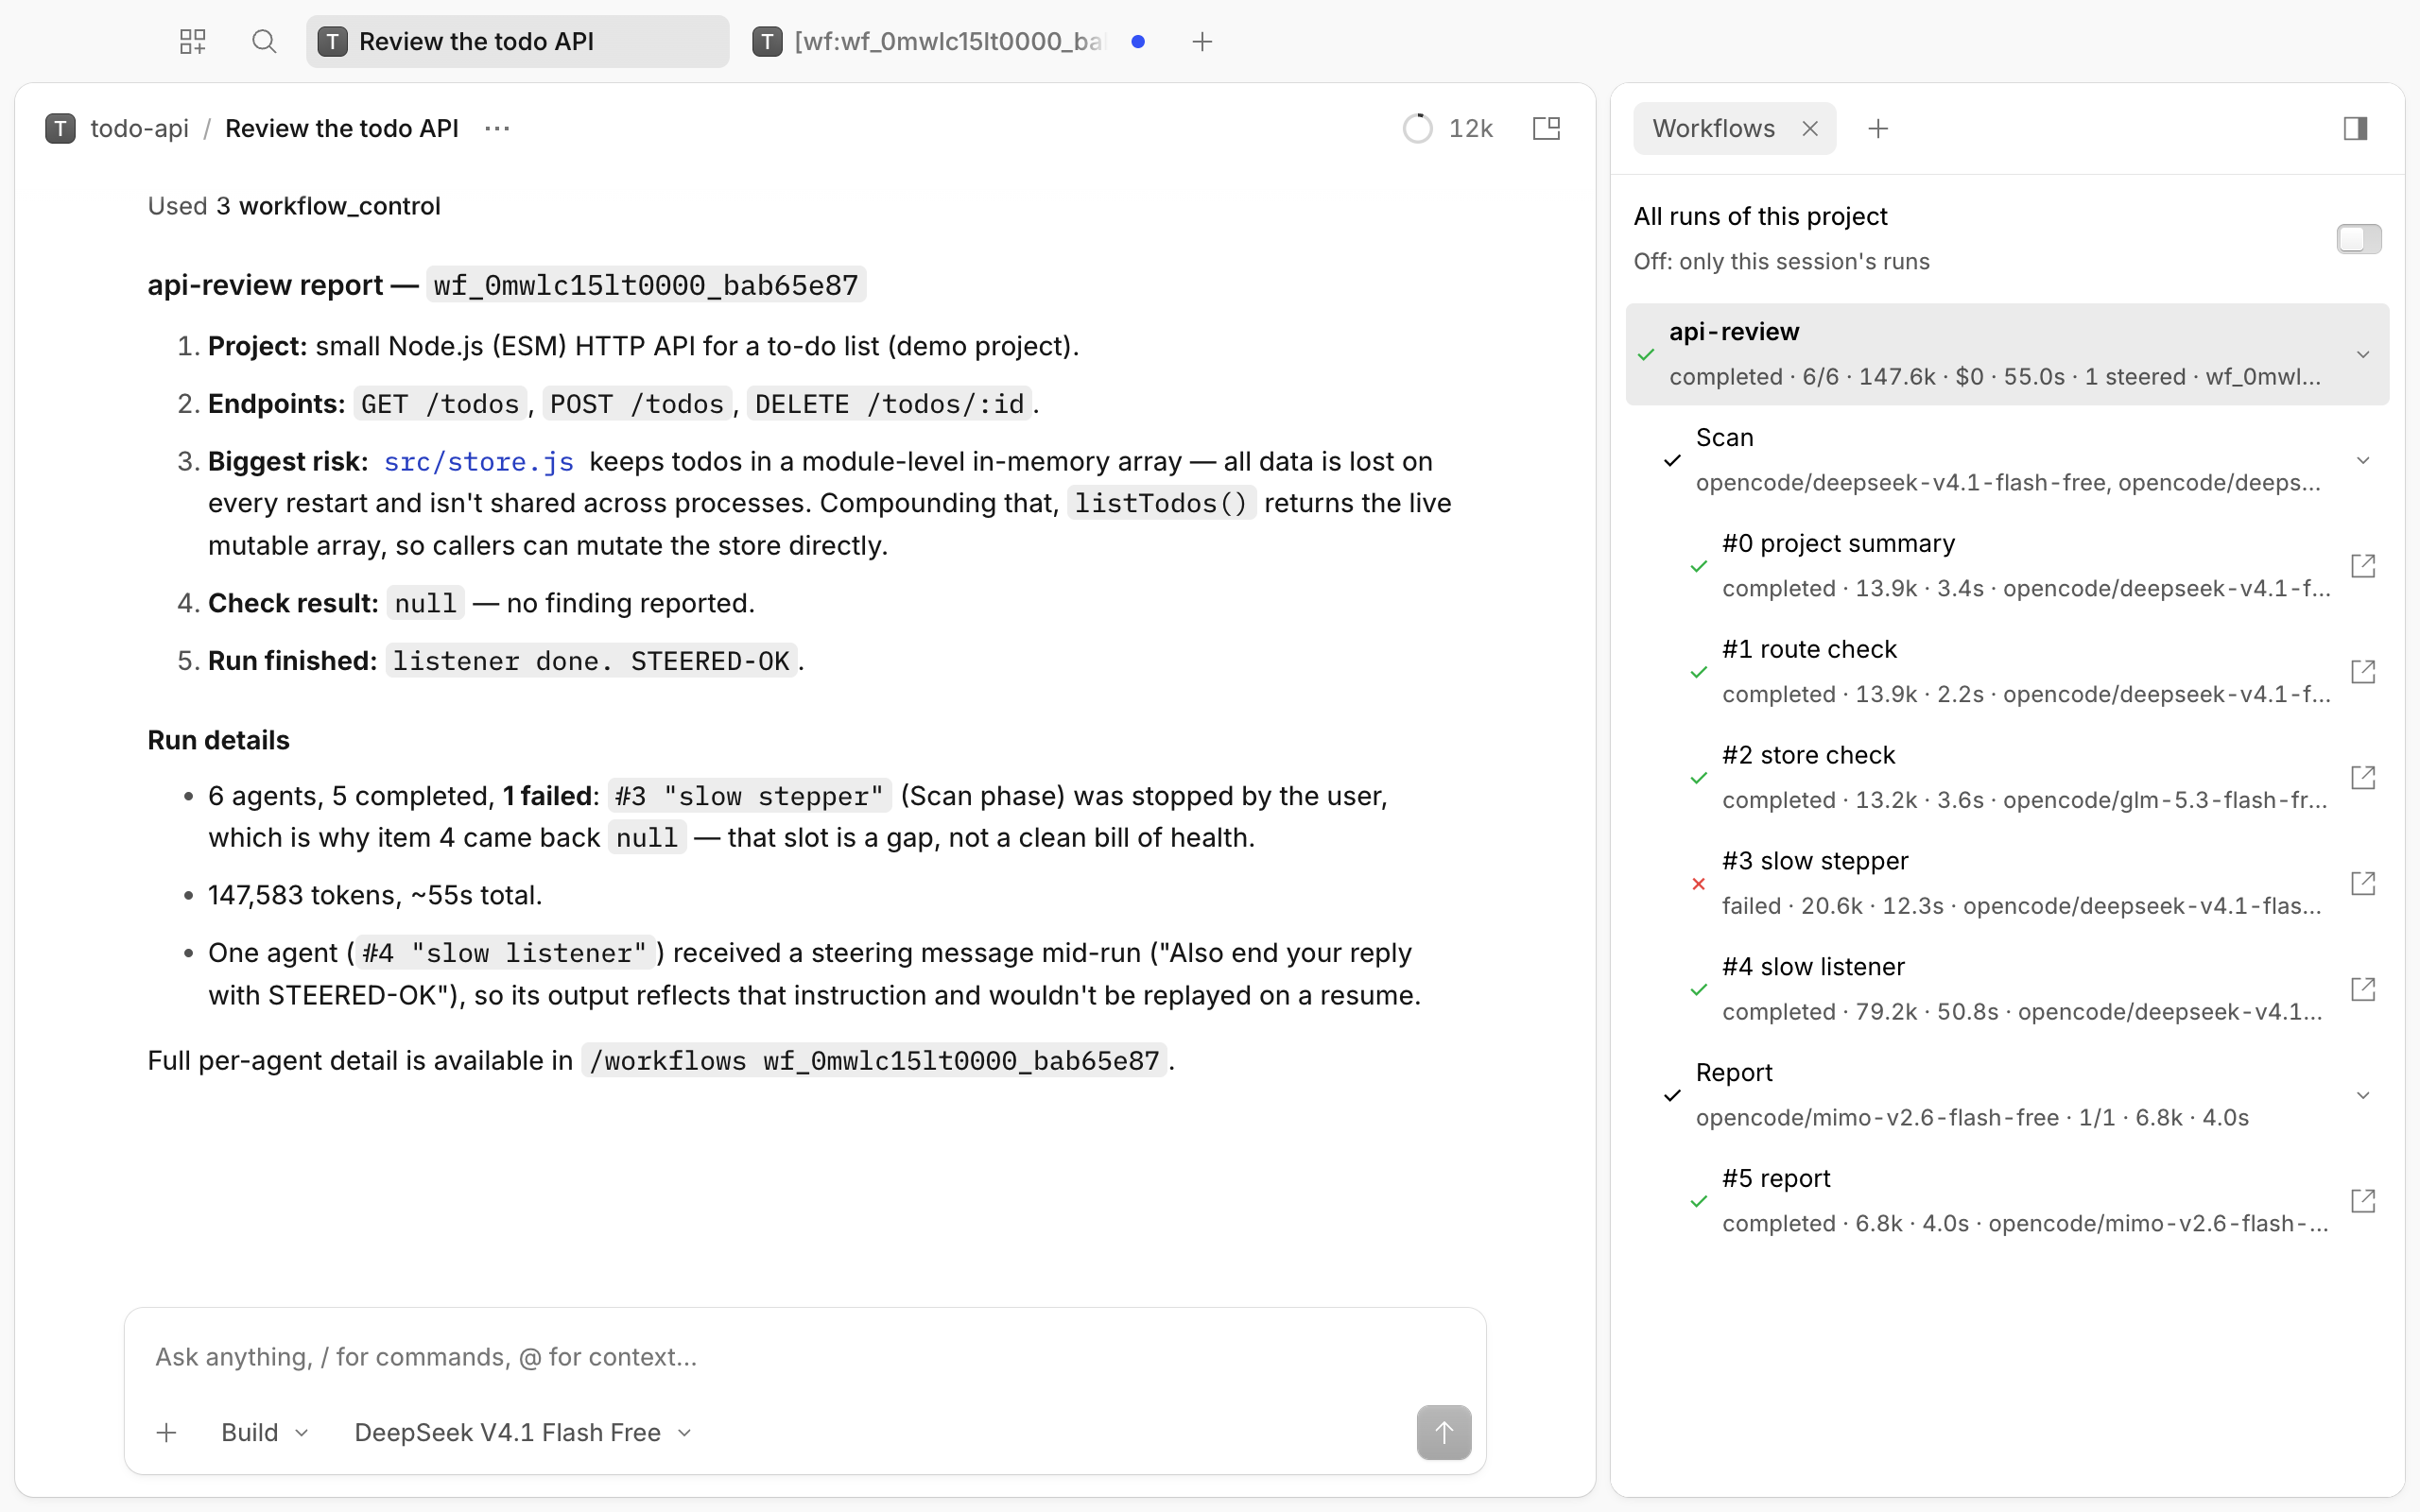 T Review the todo API
T [wf:wf_0mwlc15lt0000_ba
T todo-api / Review the todo API ...
12k
Used 3 workflow_control
api-review report — wf_0mwlc15lt0000_bab65e87
1. Project: small Node.js (ESM) HTTP API for a to-do list (demo project).
2. Endpoints: GET /todos, POST /todos, DELETE /todos/:id.
3. Biggest risk: src/store.js keeps todos in a module-level in-memory array — all data is lost on
every restart and isn't shared across processes. Compounding that, listTodos() returns the live
mutable array, so callers can mutate the store directly.
4. Check result: null — no finding reported.
5. Run finished: listener done. STEERED-OK.
Run details
• 6 agents, 5 completed, 1 failed: #3 "slow stepper" (Scan phase) was stopped by the user,
which is why item 4 came back null — that slot is a gap, not a clean bill of health.
• 147,583 tokens, ~55s total.
• One agent (#4 "slow listener") received a steering message mid-run ("Also end your reply
with STEERED-OK"), so its output reflects that instruction and wouldn't be replayed on a resume.
Full per-agent detail is available in /workflows wf_0mwlc15lt0000_bab65e87.
Ask anything, / for commands, @ for context...
Build
DeepSeek V4.1 Flash Free
Workflows
All runs of this project
Off: only this session's runs
api-review
completed · 6/6 · 147.6k · $0 · 55.0s · 1 steered · wf_0mwl...
Scan
opencode/deepseek-v4.1-flash-free, opencode/deeps...
#0 project summary
completed · 13.9k · 3.4s · opencode/deepseek-v4.1-f...
#1 route check
completed · 13.9k · 2.2s · opencode/deepseek-v4.1-f...
#2 store check
completed · 13.2k · 3.6s · opencode/glm-5.3-flash-fr...
#3 slow stepper
failed · 20.6k · 12.3s · opencode/deepseek-v4.1-flas...
#4 slow listener
completed · 79.2k · 50.8s · opencode/deepseek-v4.1...
Report
opencode/mimo-v2.6-flash-free · 1/1 · 6.8k · 4.0s
#5 report
completed · 6.8k · 4.0s · opencode/mimo-v2.6-flash-...